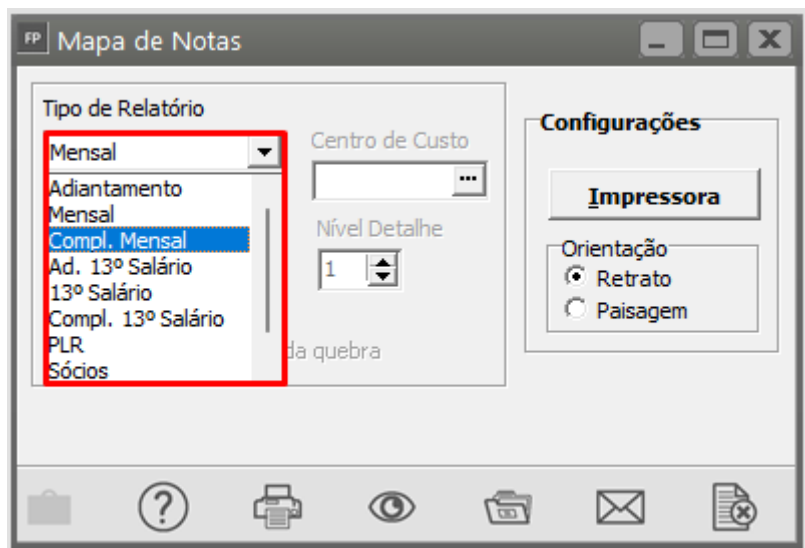 FP Mapa de Notas
Tipo de Relatório
Mensal
Adiantamento
Mensal
Compl. Mensal
Ad. 13º Salário
13º Salário
Compl. 13º Salário
PLR
Sócios
Centro de Custo
...
Nível Detalhe
1
da quebra
Configurações
Impressora
Orientação
Retrato
Paisagem
?